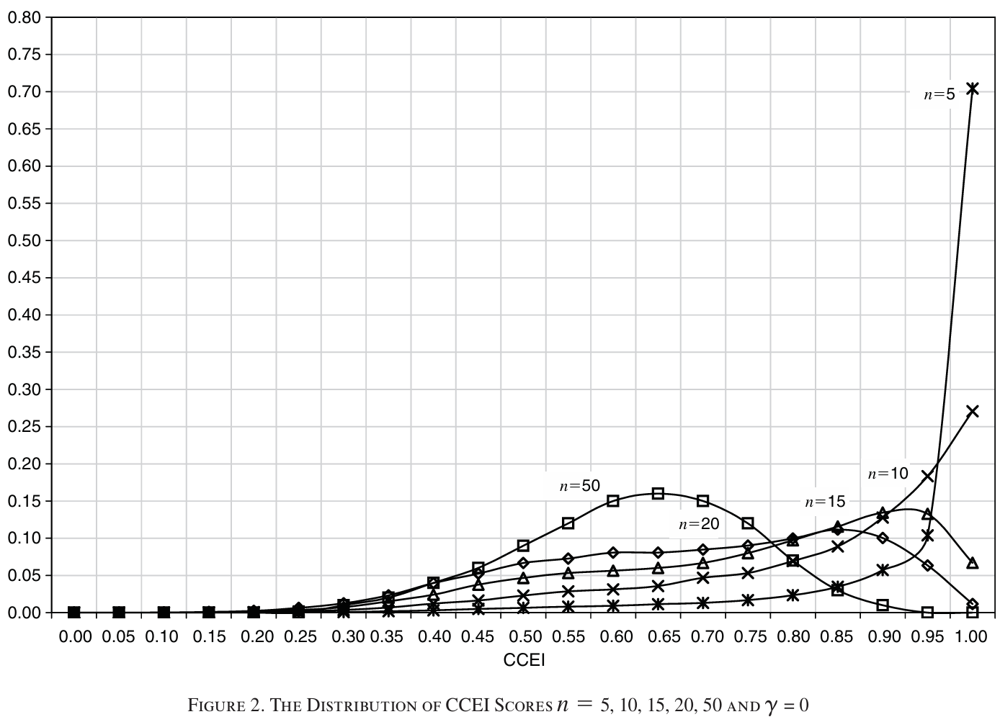 0.80
0.75
0.70
n=5
0.65
0.60
0.55
0.50
0.45
0.40
0.35
0.30
0.25
0.20
n=10
n=50
0.15
n=15
n=20
0.10
0.05
0.00
0.00 0.05 0.10 0.15 0.20 0.25 0.30 0.35 0.40 0.45 0.50 0.55 0.60 0.65 0.70 0.75 0.80 0.85 0.90 0.95 1.00
CCEI
FIGURE 2. THE DISTRIBUTION OF CCEI SCORES n = 5, 10, 15, 20, 50 AND γ = 0